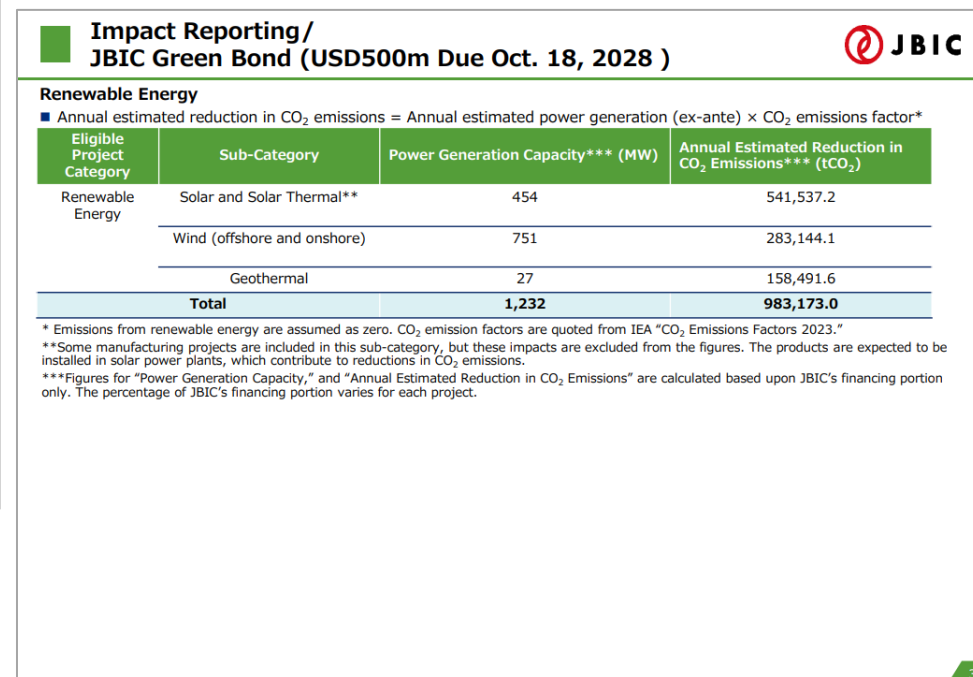 Impact Reporting/
JBIC Green Bond (USD500m Due Oct. 18, 2028 )
JBIC
Renewable Energy
■ Annual estimated reduction in CO₂ emissions = Annual estimated power generation (ex-ante) × CO₂ emissions factor*
Eligible Project Category | Sub-Category | Power Generation Capacity*** (MW) | Annual Estimated Reduction in CO₂ Emissions*** (tCO₂)
Renewable Energy | Solar and Solar Thermal** | 454 | 541,537.2
Wind (offshore and onshore) | 751 | 283,144.1
Geothermal | 27 | 158,491.6
Total | 1,232 | 983,173.0
* Emissions from renewable energy are assumed as zero. CO₂ emission factors are quoted from IEA “CO₂ Emissions Factors 2023.”
**Some manufacturing projects are included in this sub-category, but these impacts are excluded from the figures. The products are expected to be
installed in solar power plants, which contribute to reductions in CO₂ emissions.
***Figures for “Power Generation Capacity,” and “Annual Estimated Reduction in CO₂ Emissions” are calculated based upon JBIC’s financing portion
only. The percentage of JBIC’s financing portion varies for each project.